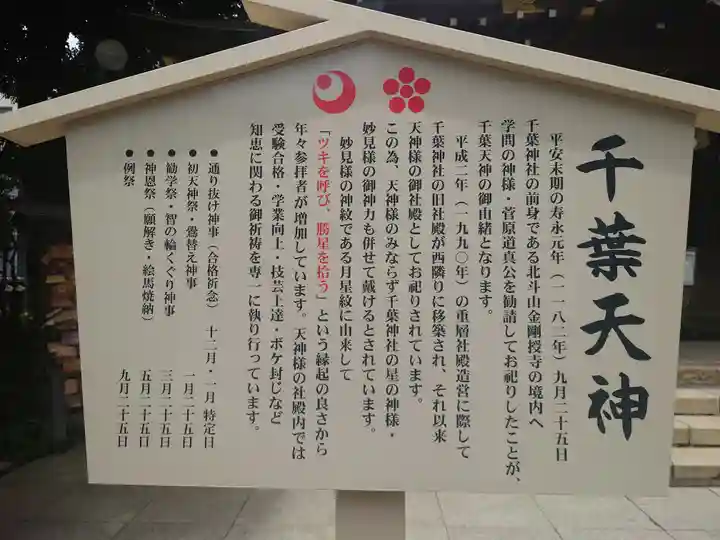 千葉天神
平安末期の寿永元年（一一八二年）九月二十五日
千葉神社の前身である北斗山金剛授寺の境内へ
学問の神様・菅原道真公を勧請してお祀りしたことが、
千葉天神の御由緒となります。
平成二年（一九九〇年）の重層社殿造営に際して
千葉神社の旧社殿が西隣りに移築され、それ以来
天神様の御社殿としてお祀りされています。
この為、天神様のみならず千葉神社の星の神様・
妙見様の御神力も併せて戴けるとされています。
妙見様の神紋である月星紋に由来して
「ツキを呼び、勝星を拾う」という縁起の良さから
年々参拝者が増加しています。天神様の社殿内では
受験合格・学業向上・技芸上達・ボケ封じなど
知恵に関わる御祈祷を専一に執り行っています。
●通り抜け神事（合格祈念） 十二月・一月 特定日
●初天神祭・鷽替え神事 一月二十五日
●勧学祭・智の輪くぐり神事 三月二十五日
●神恩祭（願解き・絵馬焼納） 五月二十五日
●例祭 九月二十五日